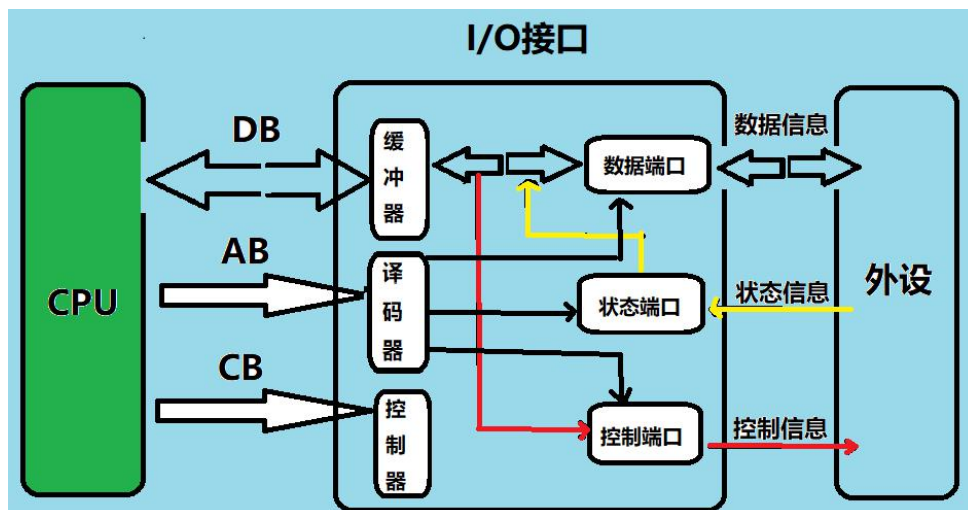 I/O接口
DB
缓冲器
数据端口
数据信息
AB
CPU
译码器
状态端口
状态信息
外设
CB
控制器
控制端口
控制信息